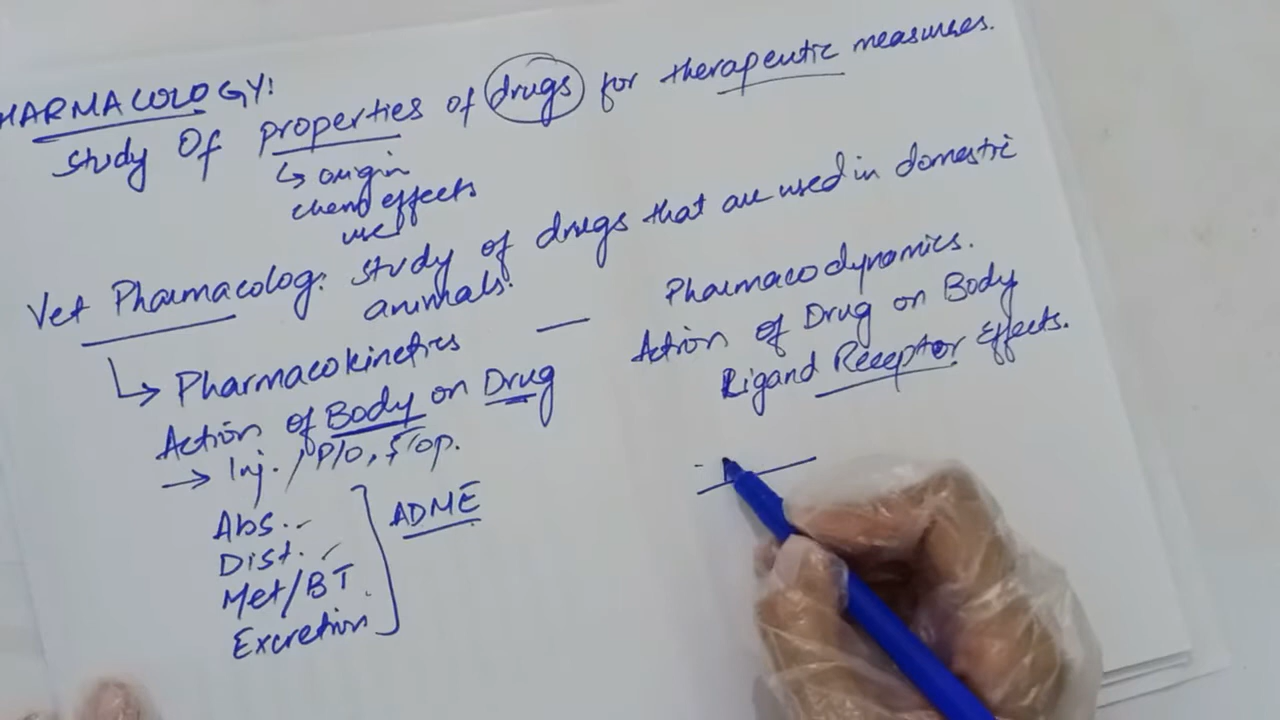 HARMACOLOGY:
Study Of properties of drugs for therapeutic measures.
↳ origin
chem effects
uses
Vet Pharmacolog: study of drugs that are used in domestic
animals.
↳ Pharmacokinetics —
Action of Body on Drug
→ Inj. / P/O, Top.
Abs.
Dist.
Met/BT
Excretion
ADME
Pharmacodynamics.
Action of Drug on Body
Ligand Receptor Effects.